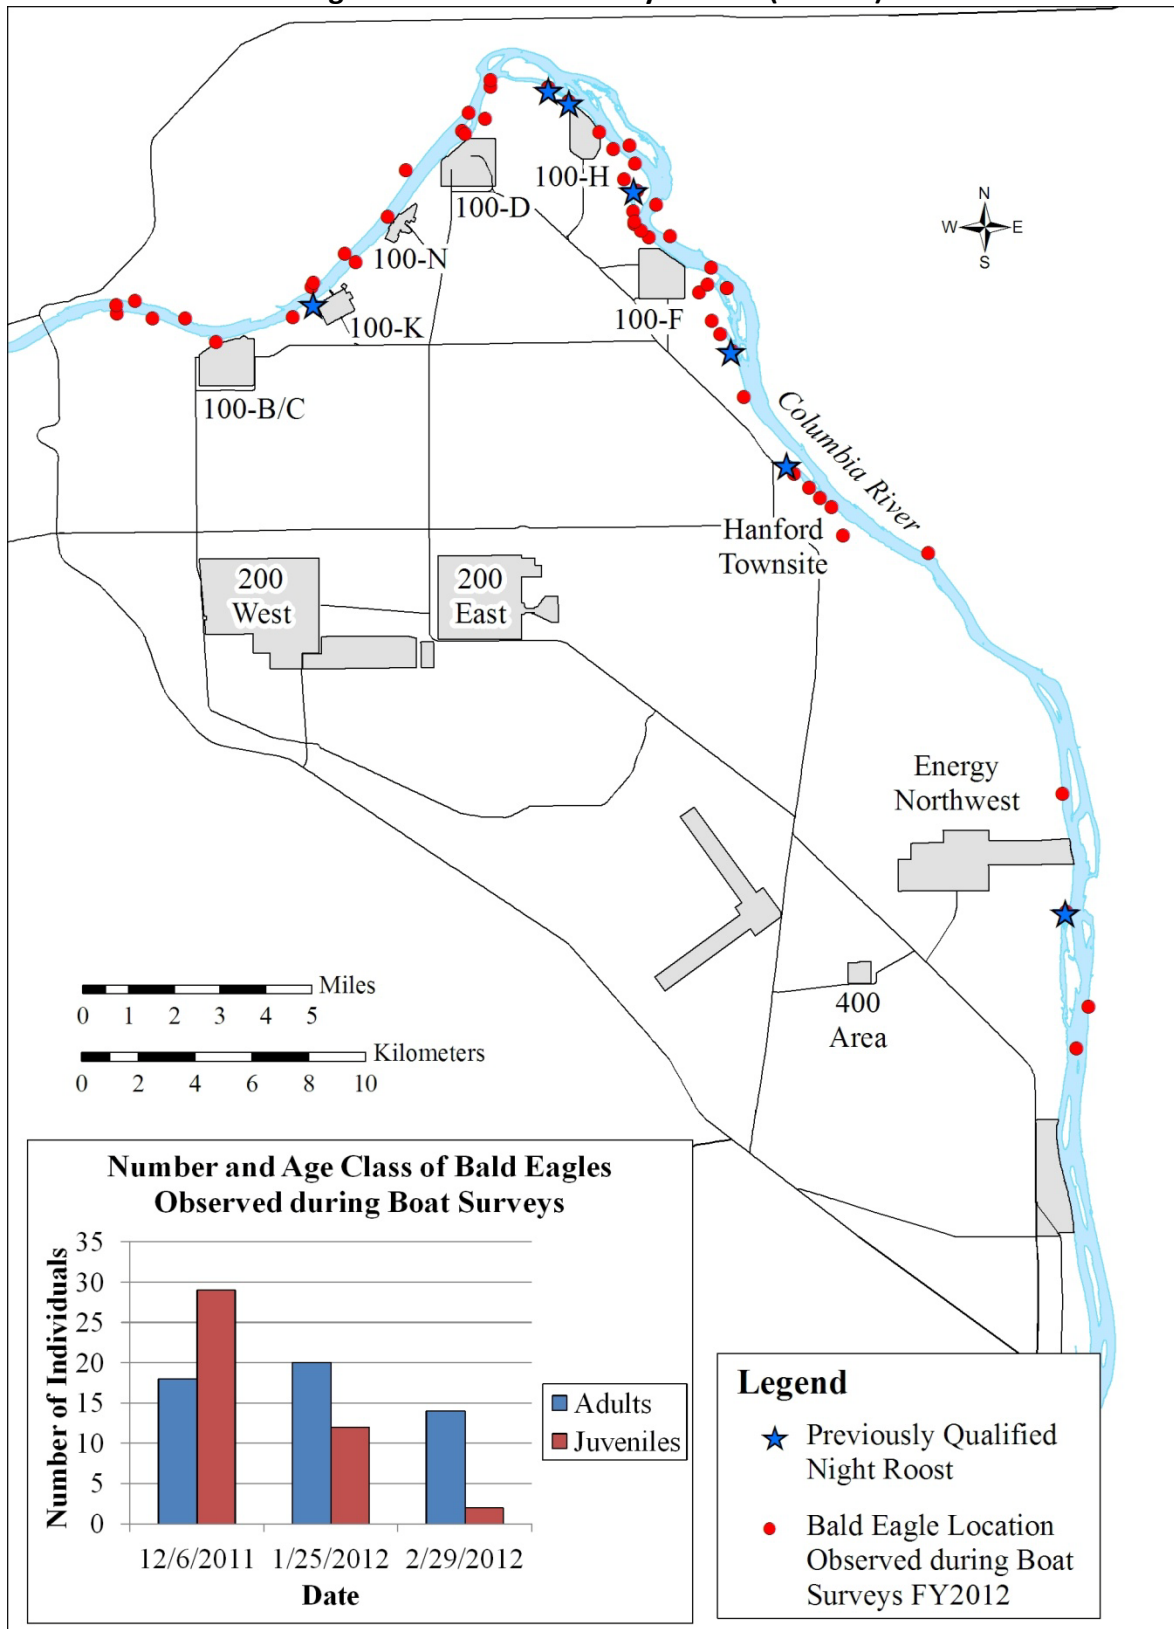 100-H
100-D
100-N
100-K
100-F
100-B/C
N
W
E
S
Columbia River
Hanford
Townsite
200
West
200
East
Energy
Northwest
400
Area
Miles
0 1 2 3 4 5
Kilometers
0 2 4 6 8 10
Number and Age Class of Bald Eagles
Observed during Boat Surveys
Number of Individuals
35
30
25
20
15
10
5
0
12/6/2011 1/25/2012 2/29/2012
Date
Adults
Juveniles
Legend
Previously Qualified
Night Roost
Bald Eagle Location
Observed during Boat
Surveys FY2012